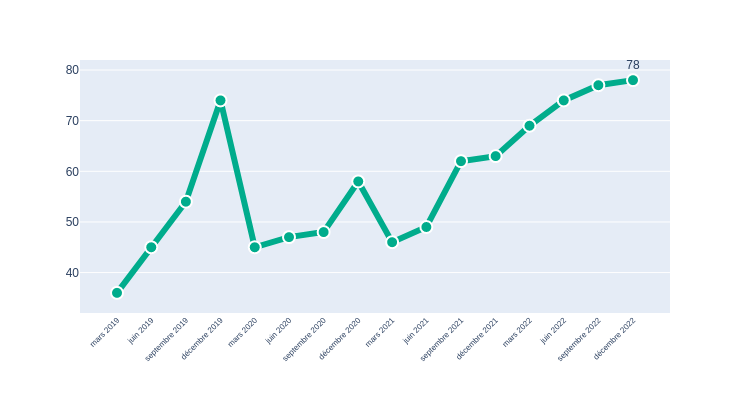 78
80
70
60
50
40
mars 2019
juin 2019
septembre 2019
décembre 2019
mars 2020
juin 2020
septembre 2020
décembre 2020
mars 2021
juin 2021
septembre 2021
décembre 2021
mars 2022
juin 2022
septembre 2022
décembre 2022